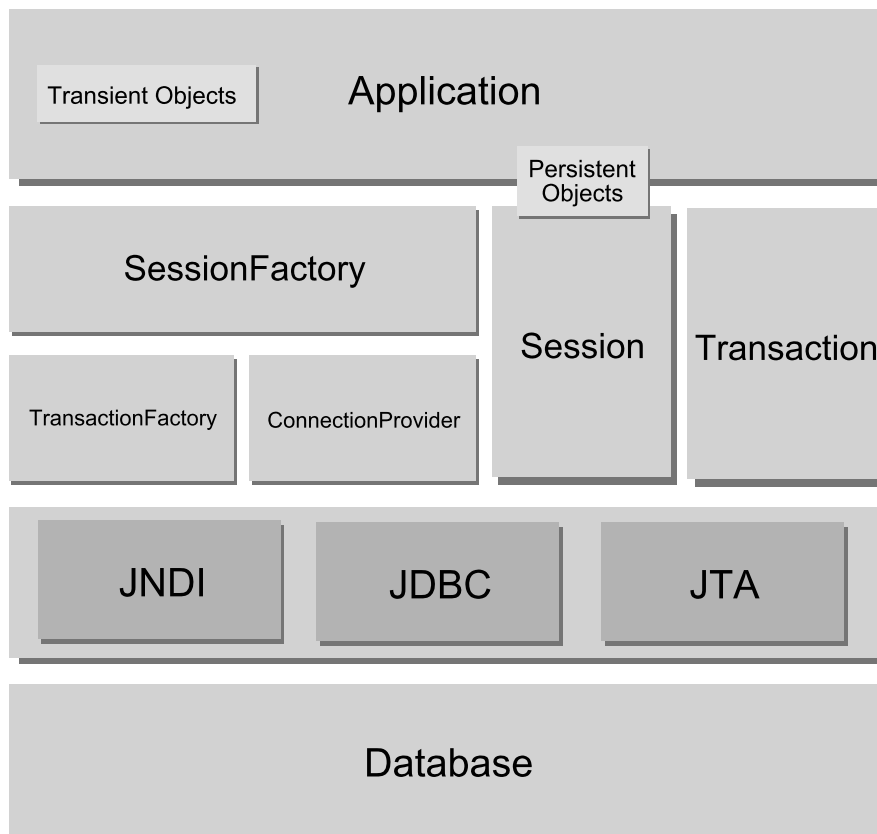 Transient Objects
Application
Persistent
Objects
SessionFactory
Session
Transaction
TransactionFactory
ConnectionProvider
JNDI
JDBC
JTA
Database